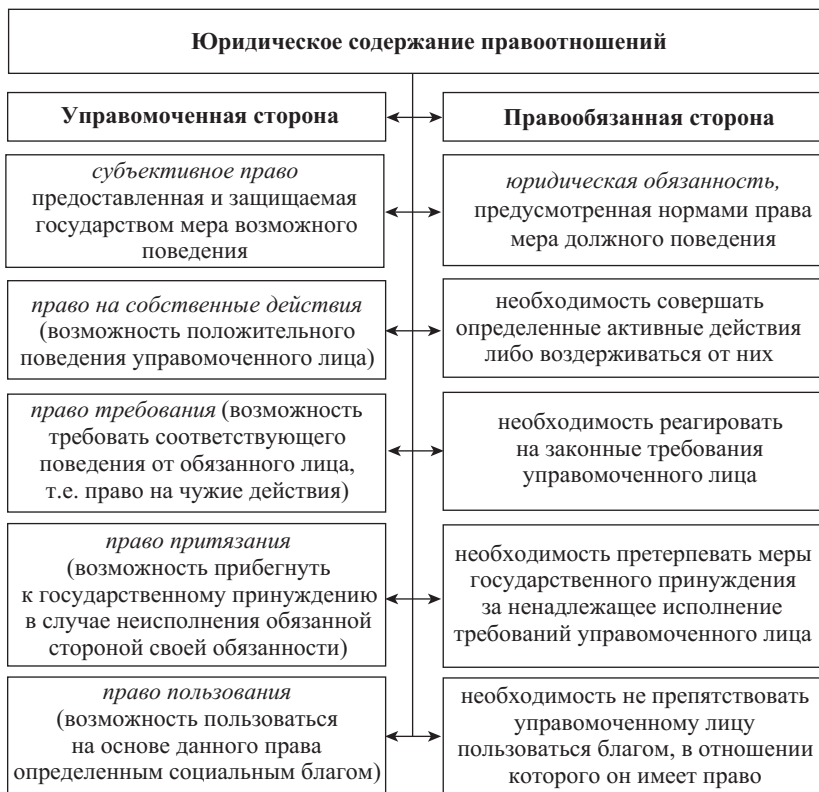 Юридическое содержание правоотношений
Управомоченная сторона
Правообязанная сторона
субъективное право
предоставленная и защищаемая
государством мера возможного
поведения
юридическая обязанность,
предусмотренная нормами права
мера должного поведения
право на собственные действия
(возможность положительного
поведения управомоченного лица)
необходимость совершать
определенные активные действия
либо воздерживаться от них
право требования (возможность
требовать соответствующего
поведения от обязанного лица,
т.е. право на чужие действия)
необходимость реагировать
на законные требования
управомоченного лица
право притязания
(возможность прибегнуть
к государственному принуждению
в случае неисполнения обязанной
стороной своей обязанности)
необходимость претерпевать меры
государственного принуждения
за ненадлежащее исполнение
требований управомоченного лица
право пользования
(возможность пользоваться
на основе данного права
определенным социальным благом)
необходимость не препятствовать
управомоченному лицу
пользоваться благом, в отношении
которого он имеет право